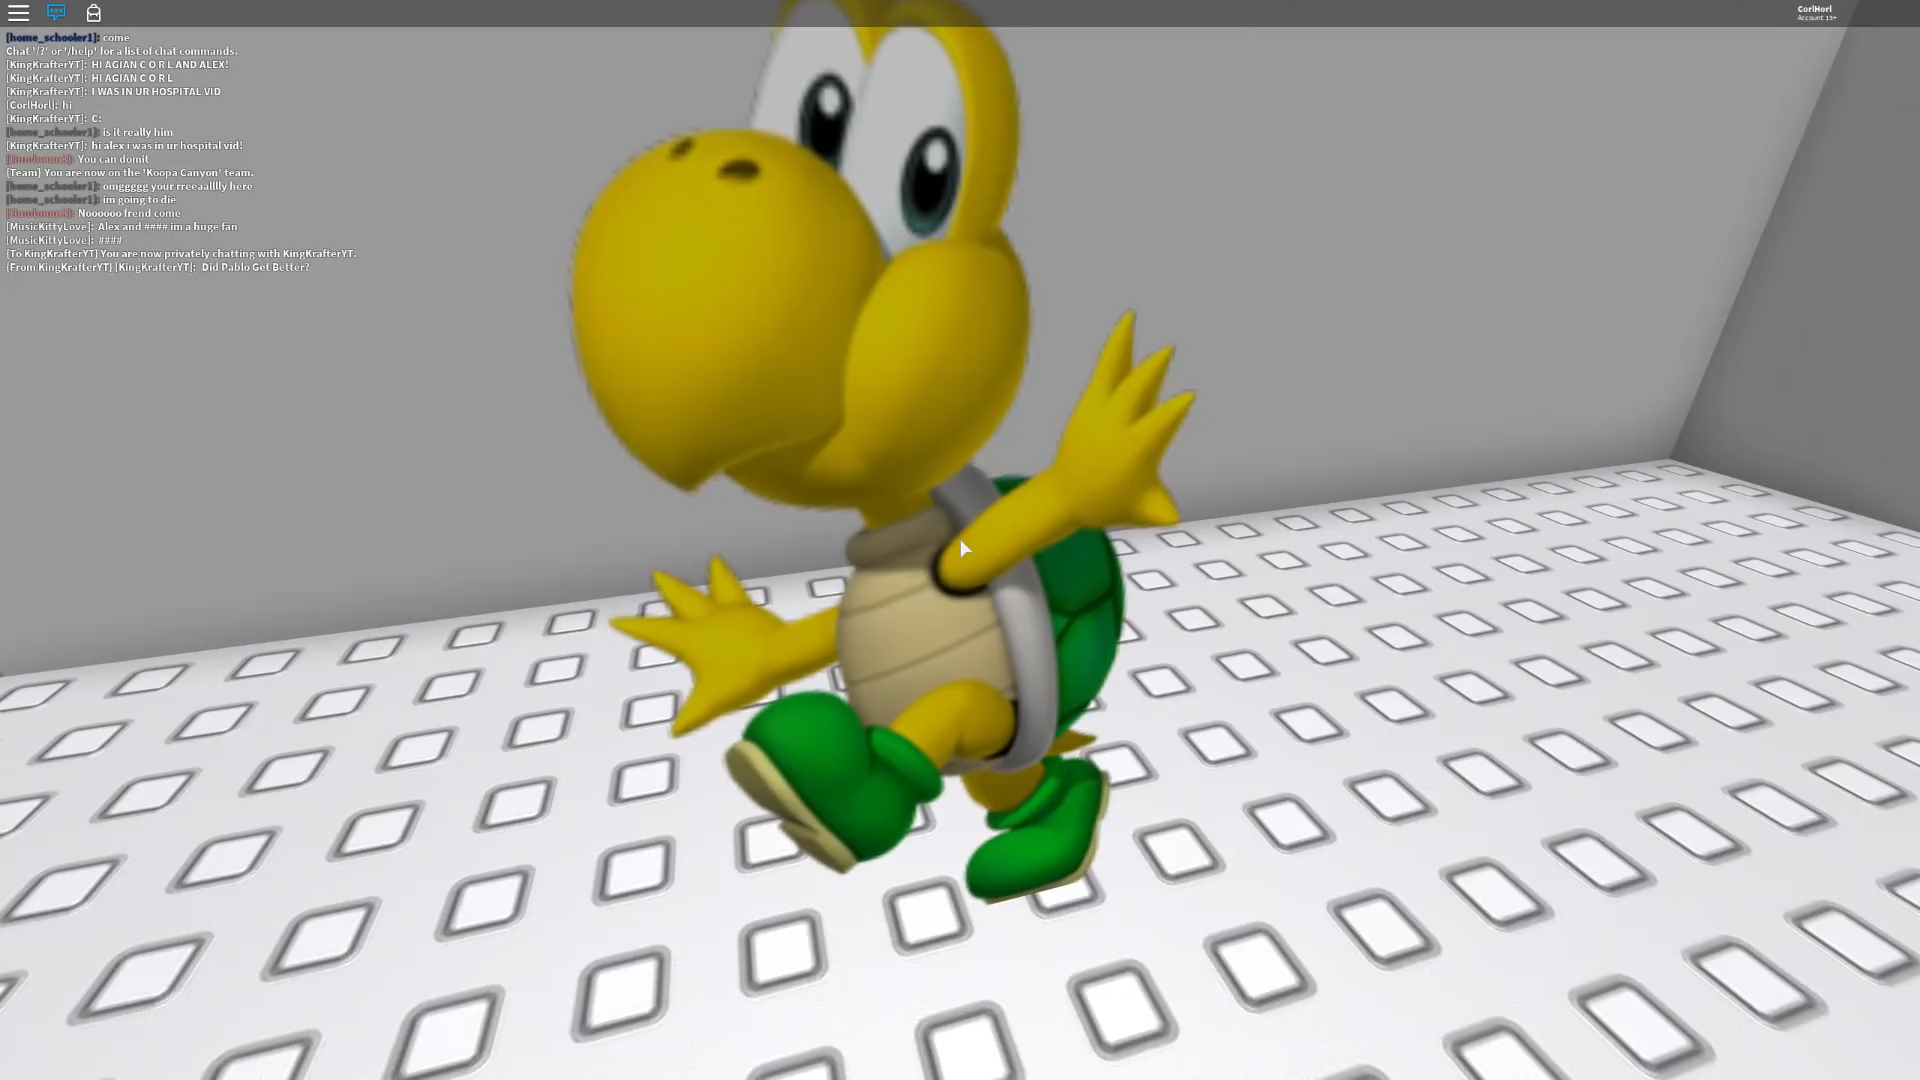 [home_schooler1]: come
Chat '/?' or '/help' for a list of chat commands.
[KingKrafterYT]: HI AGIAN C O R L AND ALEX!
[KingKrafterYT]: HI AGIAN C O R L
[KingKrafterYT]: I WAS IN UR HOSPITAL VID
[CorlHorl]: hi
[KingKrafterYT]: C:
[home_schooler1]: is it really him
[KingKrafterYT]: hi alex i was in ur hospital vid!
You can domit
[Team] You are now on the 'Koopa Canyon' team.
[home_schooler1]: omggggg your rreeaalllly here
[home_schooler1]: im going to die
Noooooo frend come
[MusicKittyLove]: Alex and #### im a huge fan
[MusicKittyLove]: ####
[To KingKrafterYT] You are now privately chatting with KingKrafterYT.
{From KingKrafterYT} [KingKrafterYT]: Did Pablo Get Better?
CorlHorl
Account: 13+